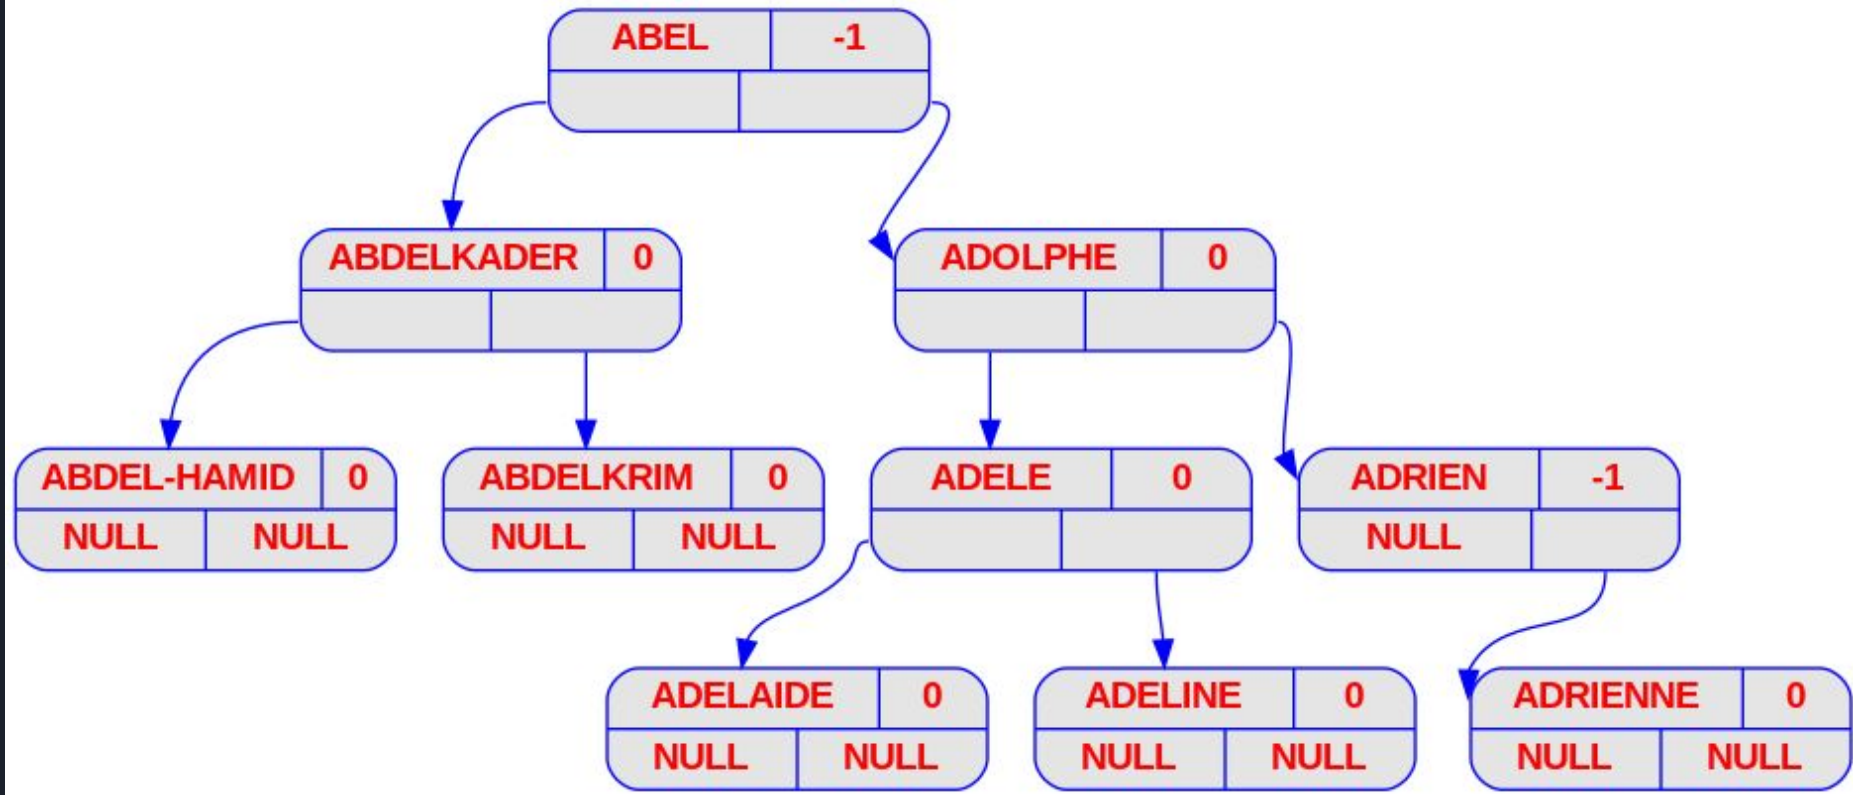 ABEL -1
ABDELKADER 0
ADOLPHE 0
ABDEL-HAMID 0
NULL NULL
ABDELKRIM 0
NULL NULL
ADELE 0
ADRIEN -1
NULL
ADELAIDE 0
NULL NULL
ADELINE 0
NULL NULL
ADRIENNE 0
NULL NULL